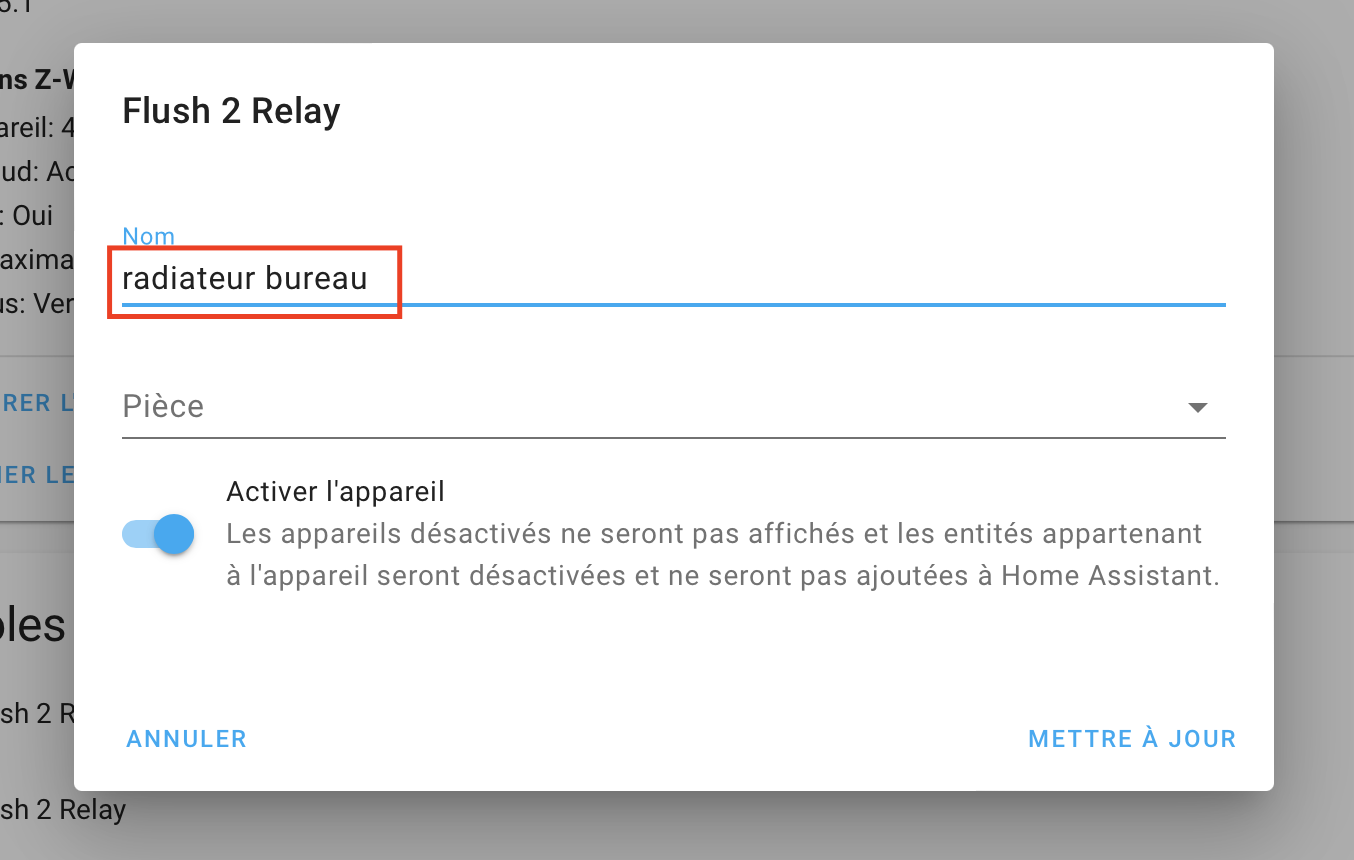 5.1
ns Z-W
areil: 4
ud: Ac
: Oui
axima
us: Ver
RER L'
IER LE
bles
sh 2 R
sh 2 Relay
Flush 2 Relay
Nom
radiateur bureau
Pièce
Activer l'appareil
Les appareils désactivés ne seront pas affichés et les entités appartenant
à l'appareil seront désactivées et ne seront pas ajoutées à Home Assistant.
ANNULER
METTRE À JOUR